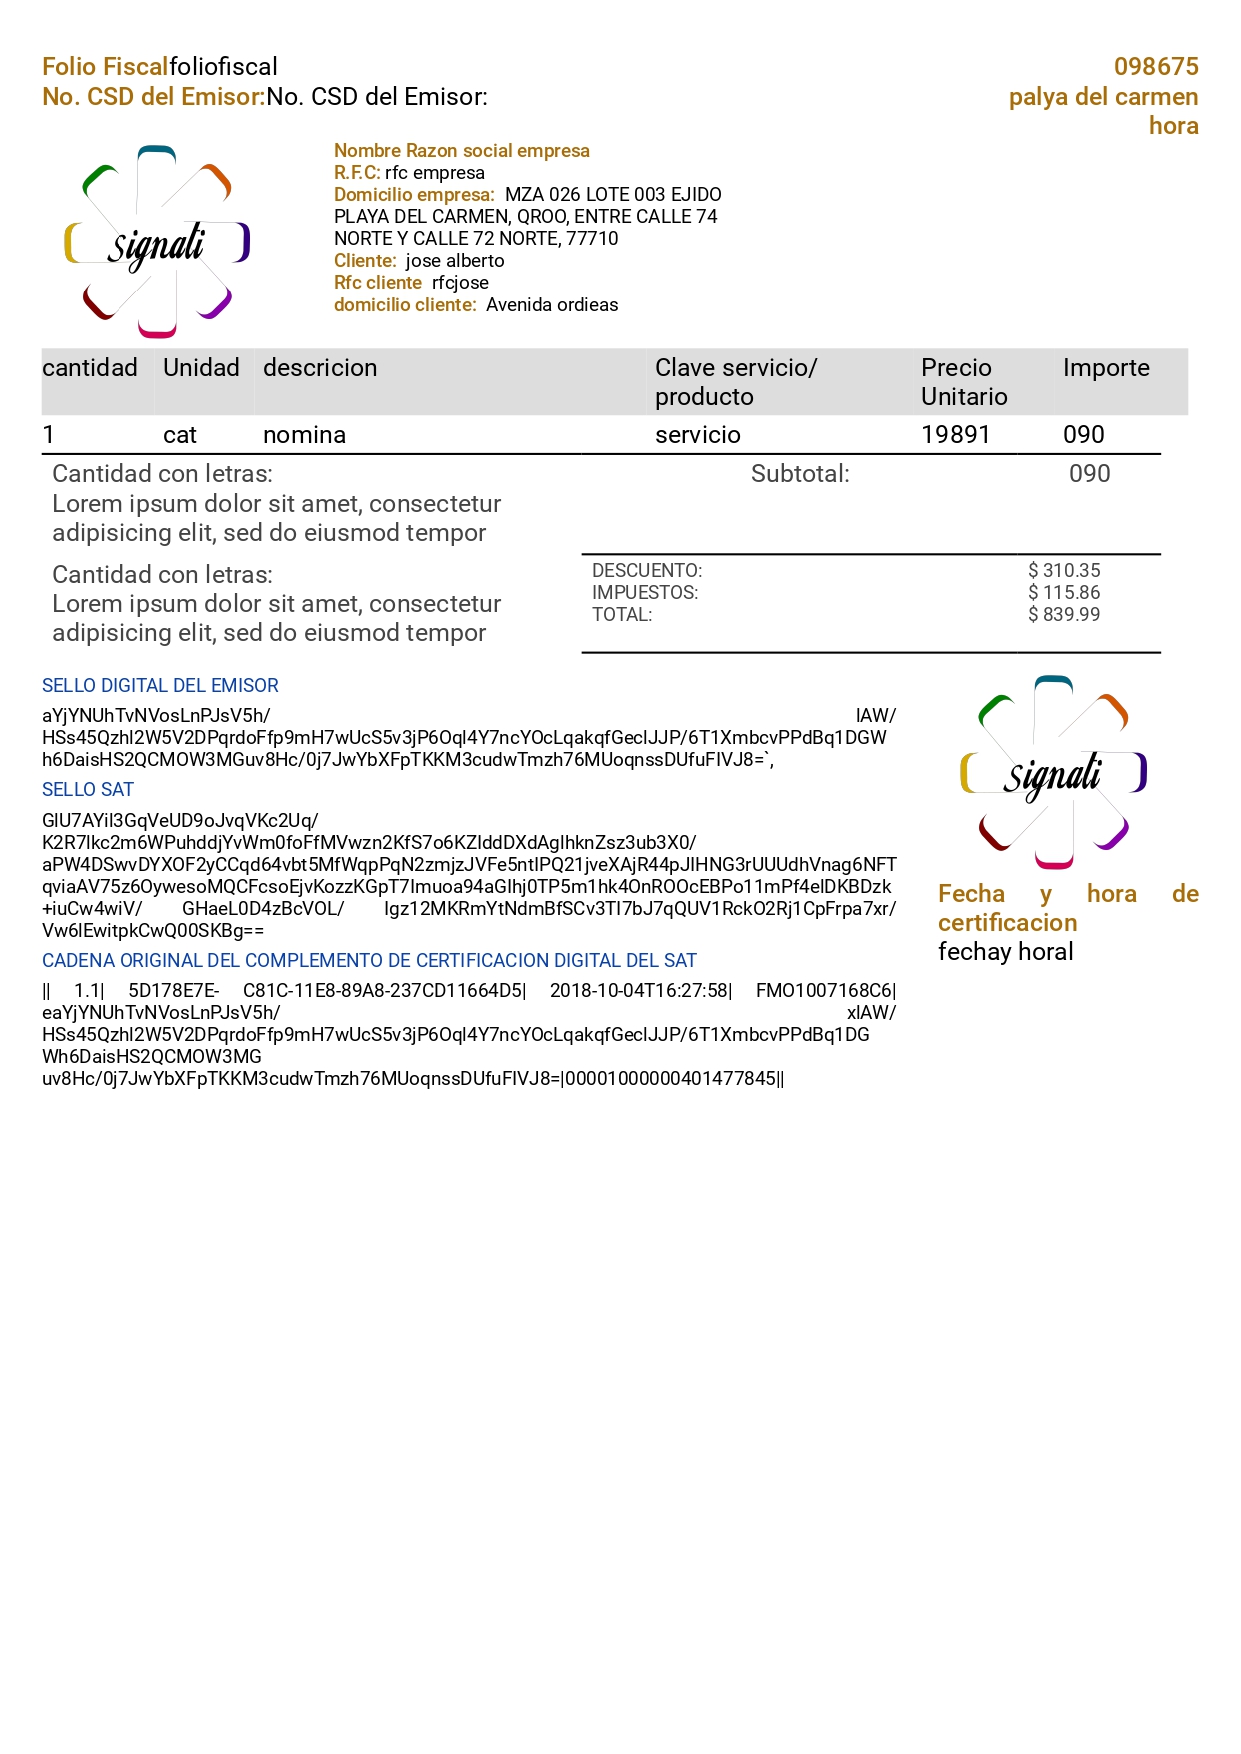 Folio Fiscalfoliofiscal
098675
No. CSD del Emisor:No. CSD del Emisor:
palya del carmen
hora
signati
Nombre Razon social empresa
R.F.C: rfc empresa
Domicilio empresa: MZA 026 LOTE 003 EJIDO
PLAYA DEL CARMEN, QROO, ENTRE CALLE 74
NORTE Y CALLE 72 NORTE, 77710
Cliente: jose alberto
Rfc cliente rfcjose
domicilio cliente: Avenida ordieas
cantidad Unidad descricion Clave servicio/ Precio Importe
producto Unitario
1 cat nomina servicio 19891 090
Cantidad con letras: Subtotal: 090
Lorem ipsum dolor sit amet, consectetur
adipisicing elit, sed do eiusmod tempor
Cantidad con letras:
Lorem ipsum dolor sit amet, consectetur
adipisicing elit, sed do eiusmod tempor
DESCUENTO: $ 310.35
IMPUESTOS: $ 115.86
TOTAL: $ 839.99
SELLO DIGITAL DEL EMISOR
aYjYNUhTvNVosLnPJsV5h/ IAW/
HSs45Qzhl2W5V2DPqrdoFfp9mH7wUcS5v3jP6Oql4Y7ncYOcLqakqfGeclJJP/6T1XmbcvPPdBq1DGW
h6DaisHS2QCMOW3MGuv8Hc/0j7JwYbXFpTKKM3cudwTmzh76MUoqnssDUfuFIVJ8=`,
SELLO SAT
GlU7AYil3GqVeUD9oJvqVKc2Uq/
K2R7lkc2m6WPuhddjYvWm0foFfMVwzn2KfS7o6KZlddDXdAgIhknZsz3ub3X0/
aPW4DSwvDYXOF2yCCqd64vbt5MfWqpPqN2zmjzJVFe5ntlPQ21jveXAjR44pJIHNG3rUUUdhVnag6NFT
qviaAV75z6OywesoMQCFcsoEjvKozzKGpT7Imuoa94aGlhj0TP5m1hk4OnROOcEBPo11mPf4elDKBDzk
+iuCw4wiV/ GHaeL0D4zBcVOL/ Igz12MKRmYtNdmBfSCv3TI7bJ7qQUV1RckO2Rj1CpFrpa7xr/
Vw6lEwitpkCwQ00SKBg==
signati
Fecha y hora de
certificacion
fechay horal
CADENA ORIGINAL DEL COMPLEMENTO DE CERTIFICACION DIGITAL DEL SAT
|| 1.1| 5D178E7E- C81C-11E8-89A8-237CD11664D5| 2018-10-04T16:27:58| FMO1007168C6|
eaYjYNUhTvNVosLnPJsV5h/ xIAW/
HSs45Qzhl2W5V2DPqrdoFfp9mH7wUcS5v3jP6Oql4Y7ncYOcLqakqfGeclJJP/6T1XmbcvPPdBq1DG
Wh6DaisHS2QCMOW3MG
uv8Hc/0j7JwYbXFpTKKM3cudwTmzh76MUoqnssDUfuFIVJ8=|00001000000401477845||